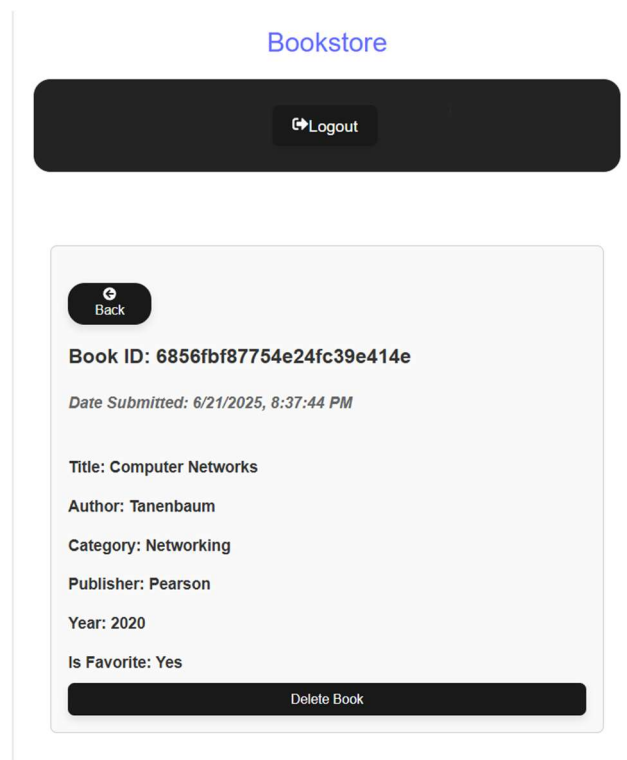 Bookstore
Logout
Back
Book ID: 6856fbf87754e24fc39e414e
Date Submitted: 6/21/2025, 8:37:44 PM
Title: Computer Networks
Author: Tanenbaum
Category: Networking
Publisher: Pearson
Year: 2020
Is Favorite: Yes
Delete Book